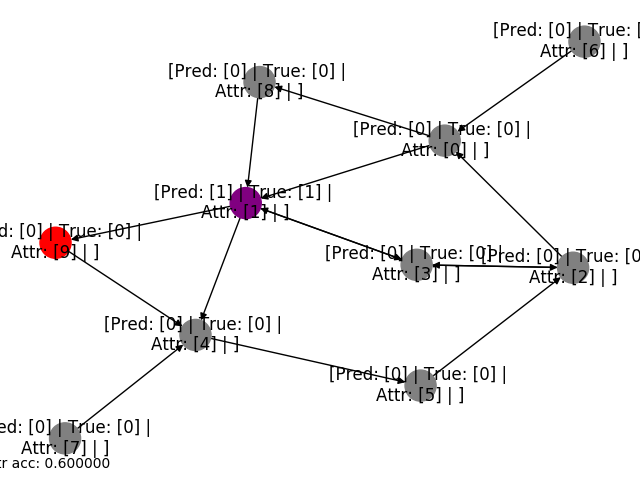 [Pred: [0] | True: [
Attr: [6] | ]
[Pred: [0] | True: [0] |
Attr: [8] | ]
[Pred: [0] | True: [0] |
Attr: [0] | ]
[Pred: [1] | True: [1] |
Attr: [1] | ]
d: [0] | True: [0] |
Attr: [9] | ]
[Pred: [0] | True: [0] |
Attr: [3] | ]
[Pred: [0] | True: [0
Attr: [2] | ]
[Pred: [0] | True: [0] |
Attr: [4] | ]
[Pred: [0] | True: [0] |
Attr: [5] | ]
ed: [0] | True: [0] |
Attr: [7] | ]
tr acc: 0.600000